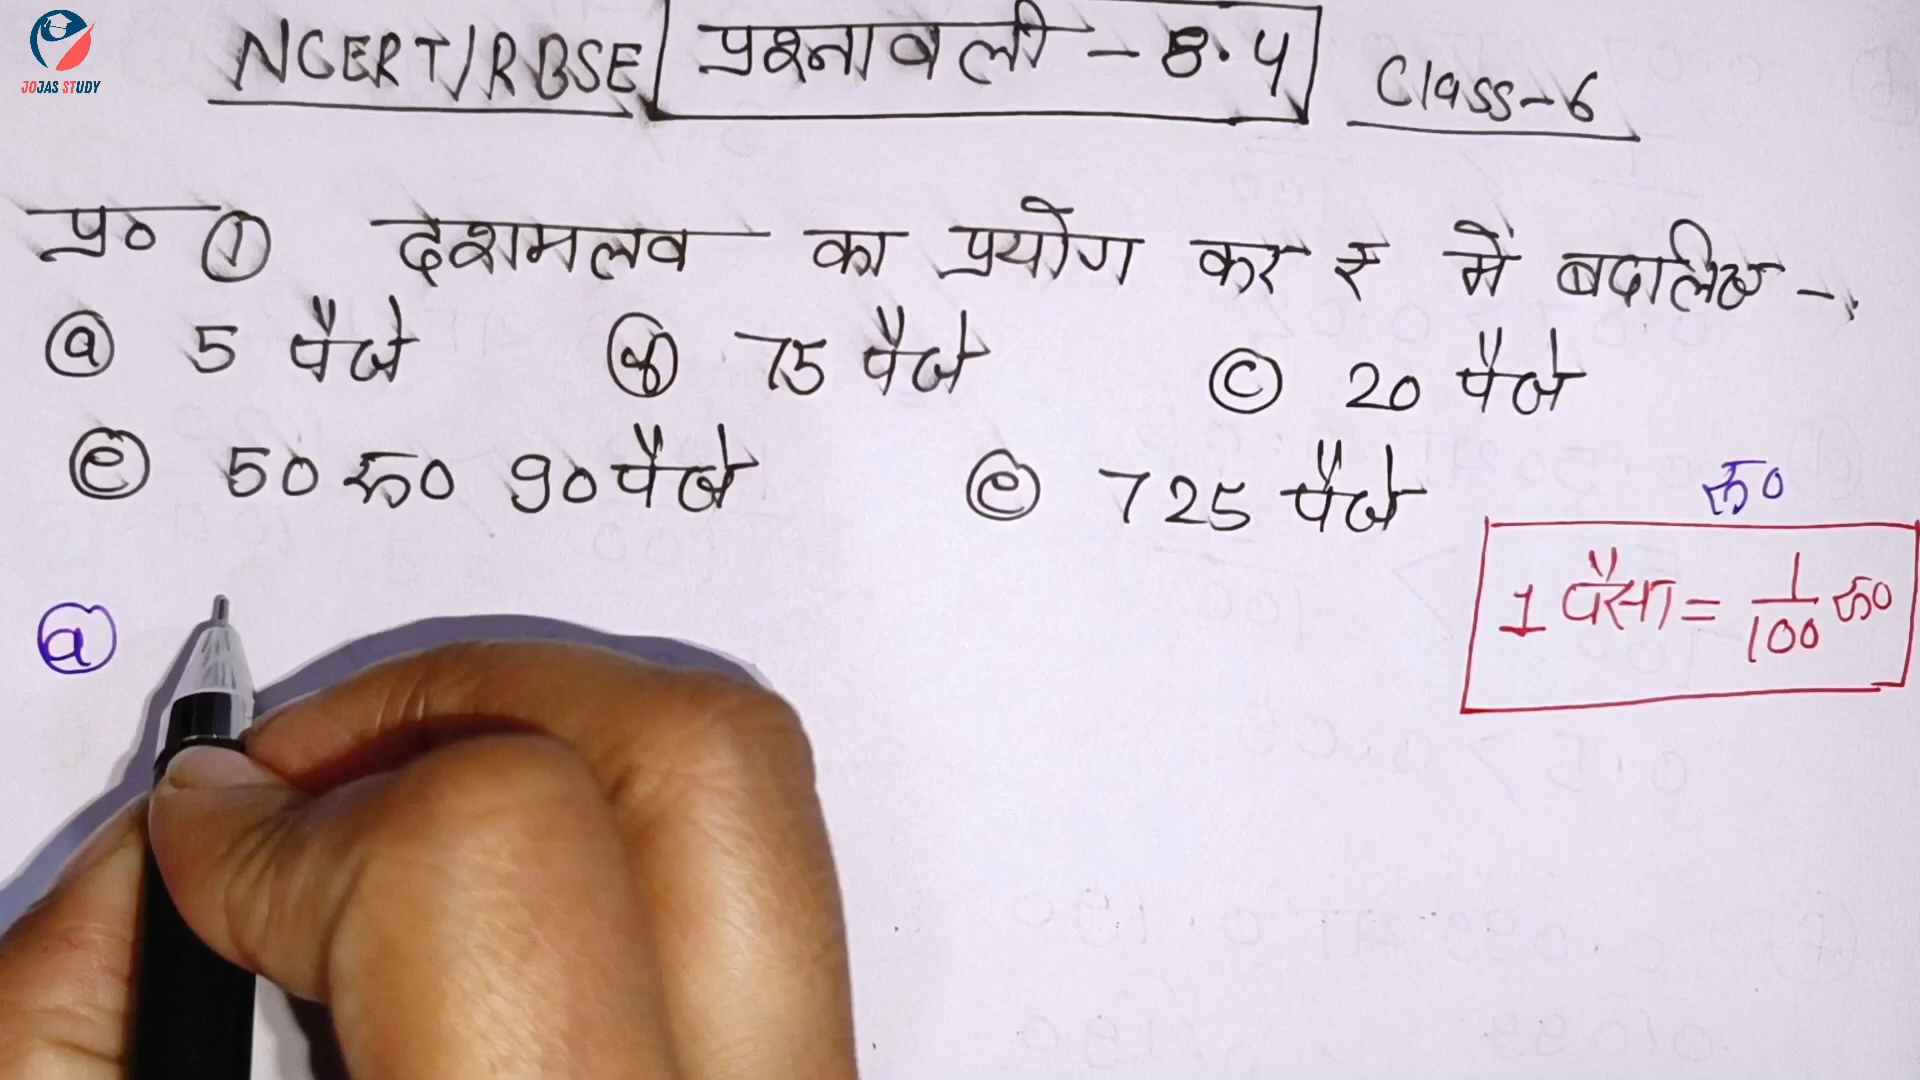 JOJAS STUDY
NCERT/RBSE प्रश्नावली - 8.4 Class-6
प्र० ① दशमलव का प्रयोग कर ₹ में बदलिए -
ⓐ 5 पैसे ⓑ 75 पैसे ⓒ 20 पैसे
ⓔ 50 रू० 90 पैसे ⓔ 725 पैसे
रू०
1 पैसा = 1/100 रू०
ⓐ